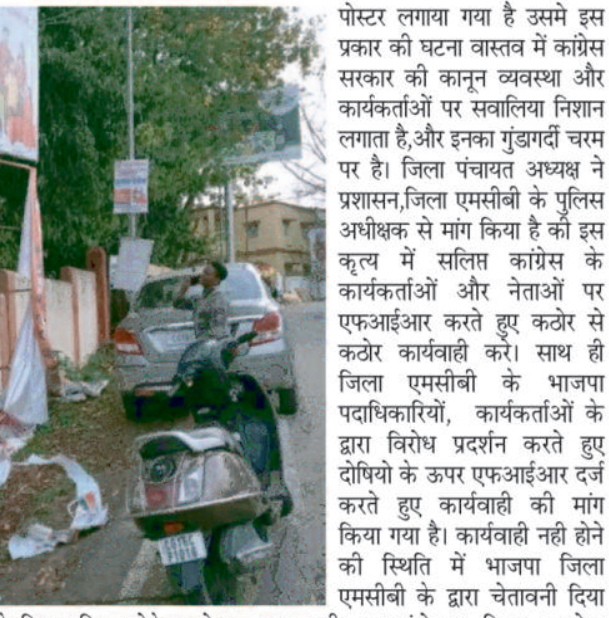 पोस्टर लगाया गया है उसमे इस
प्रकार की घटना वास्तव में कांग्रेस
सरकार की कानून व्यवस्था और
कार्यकर्ताओं पर सवालिया निशान
लगाता है,और इनका गुंडागर्दी चरम
पर है। जिला पंचायत अध्यक्ष ने
प्रशासन,जिला एमसीबी के पुलिस
अधीक्षक से मांग किया है की इस
कृत्य में सलिप्त कांग्रेस के
कार्यकर्ताओं और नेताओं पर
एफआईआर करते हुए कठोर से
कठोर कार्यवाही करे। साथ ही
जिला एमसीबी के भाजपा
पदाधिकारियों, कार्यकर्ताओं के
द्वारा विरोध प्रदर्शन करते हुए
दोषियो के ऊपर एफआईआर दर्ज
करते हुए कार्यवाही की मांग
किया गया है। कार्यवाही नही होने
की स्थिति में भाजपा जिला
एमसीबी के द्वारा चेतावनी दिया